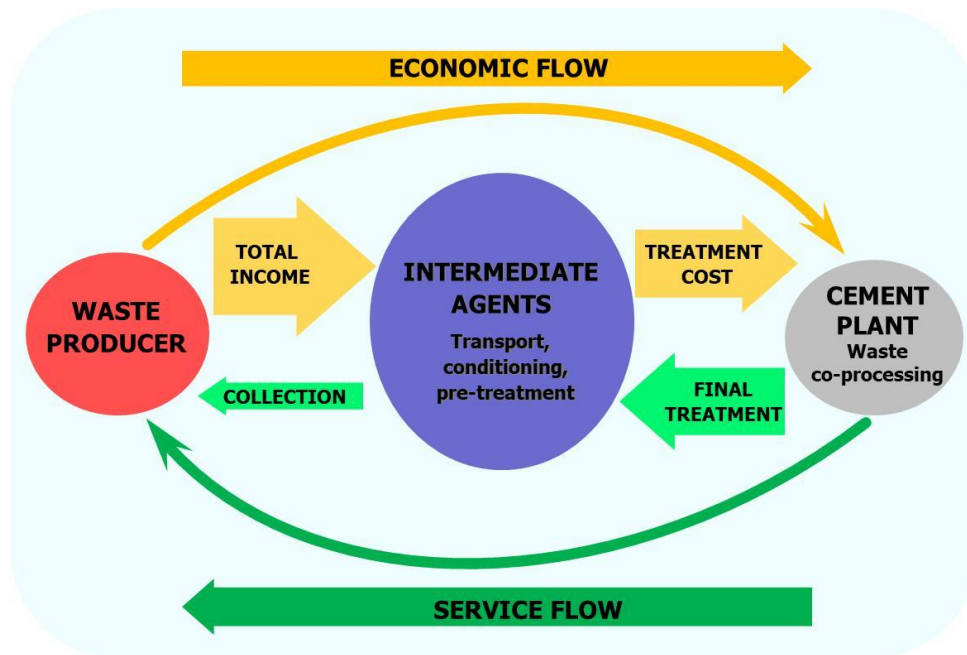 ECONOMIC FLOW
TOTAL
INCOME
TREATMENT
COST
WASTE
PRODUCER
INTERMEDIATE
AGENTS
Transport,
conditioning,
pre-treatment
CEMENT
PLANT
Waste
co-processing
COLLECTION
FINAL
TREATMENT
SERVICE FLOW